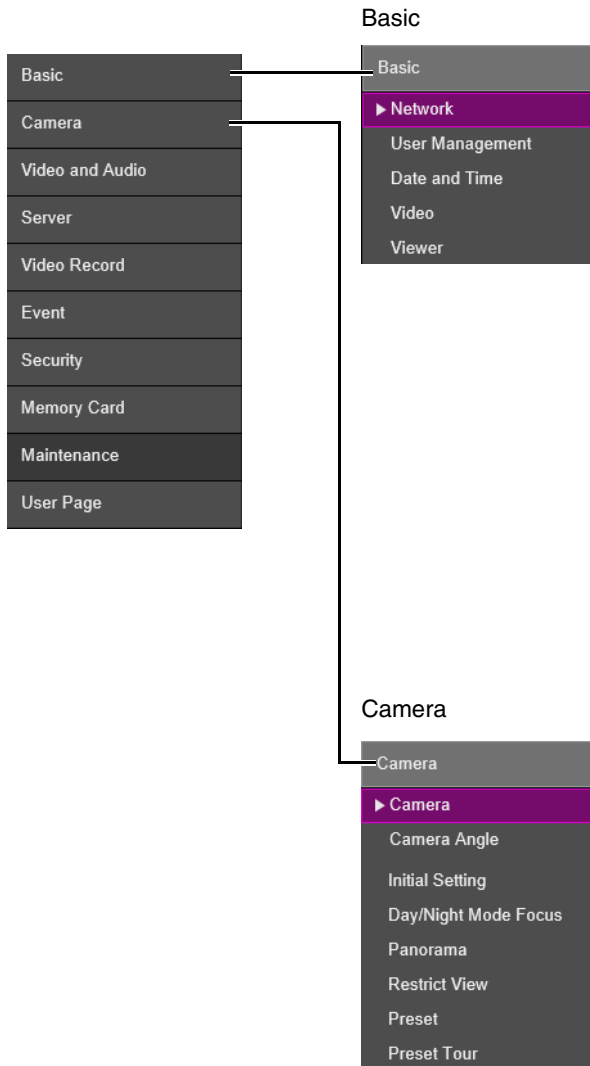 Basic
Camera
Video and Audio
Server
Video Record
Event
Security
Memory Card
Maintenance
User Page
Basic
Basic
Network
User Management
Date and Time
Video
Viewer
Camera
Camera
Camera
Camera Angle
Initial Setting
Day/Night Mode Focus
Panorama
Restrict View
Preset
Preset Tour